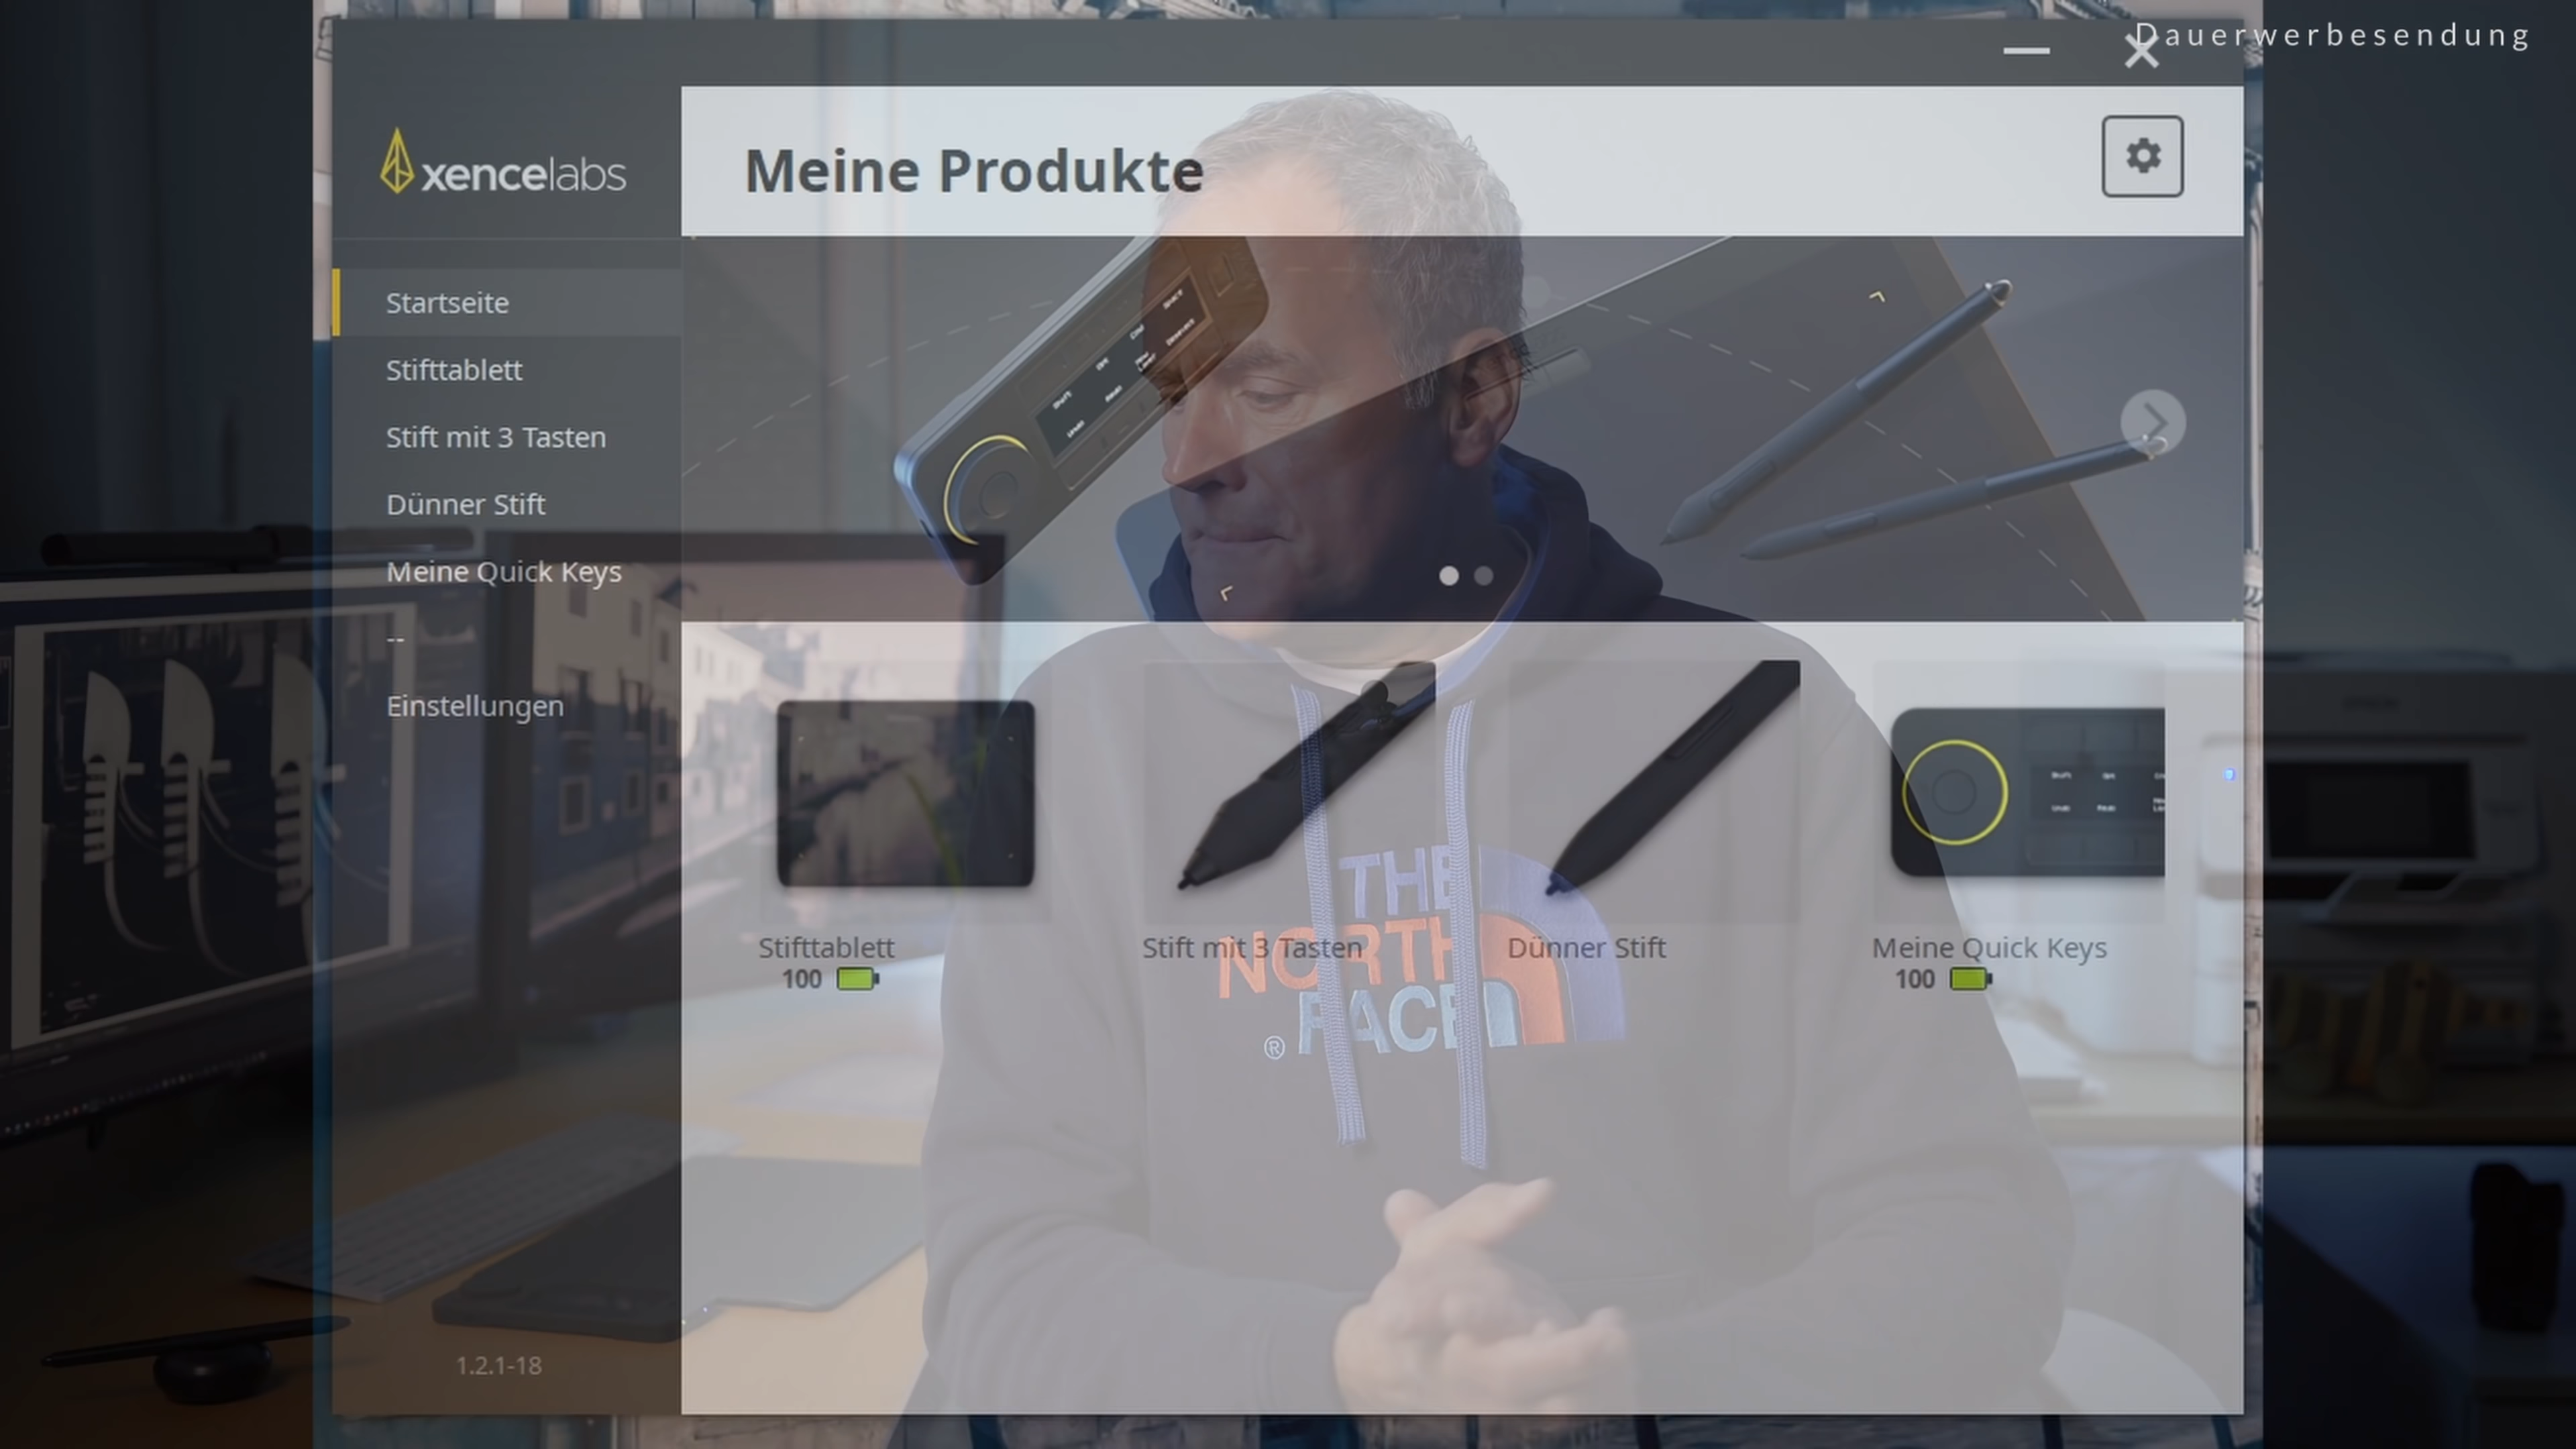 Dauerwerbesendung
xencelabs
Meine Produkte
Startseite
Stifttablett
Stift mit 3 Tasten
Dünner Stift
Meine Quick Keys
--
Einstellungen
Stifttablett
100
Stift mit 3 Tasten
Dünner Stift
Meine Quick Keys
100
THE
NORTH
FACE
®
1.2.1-18